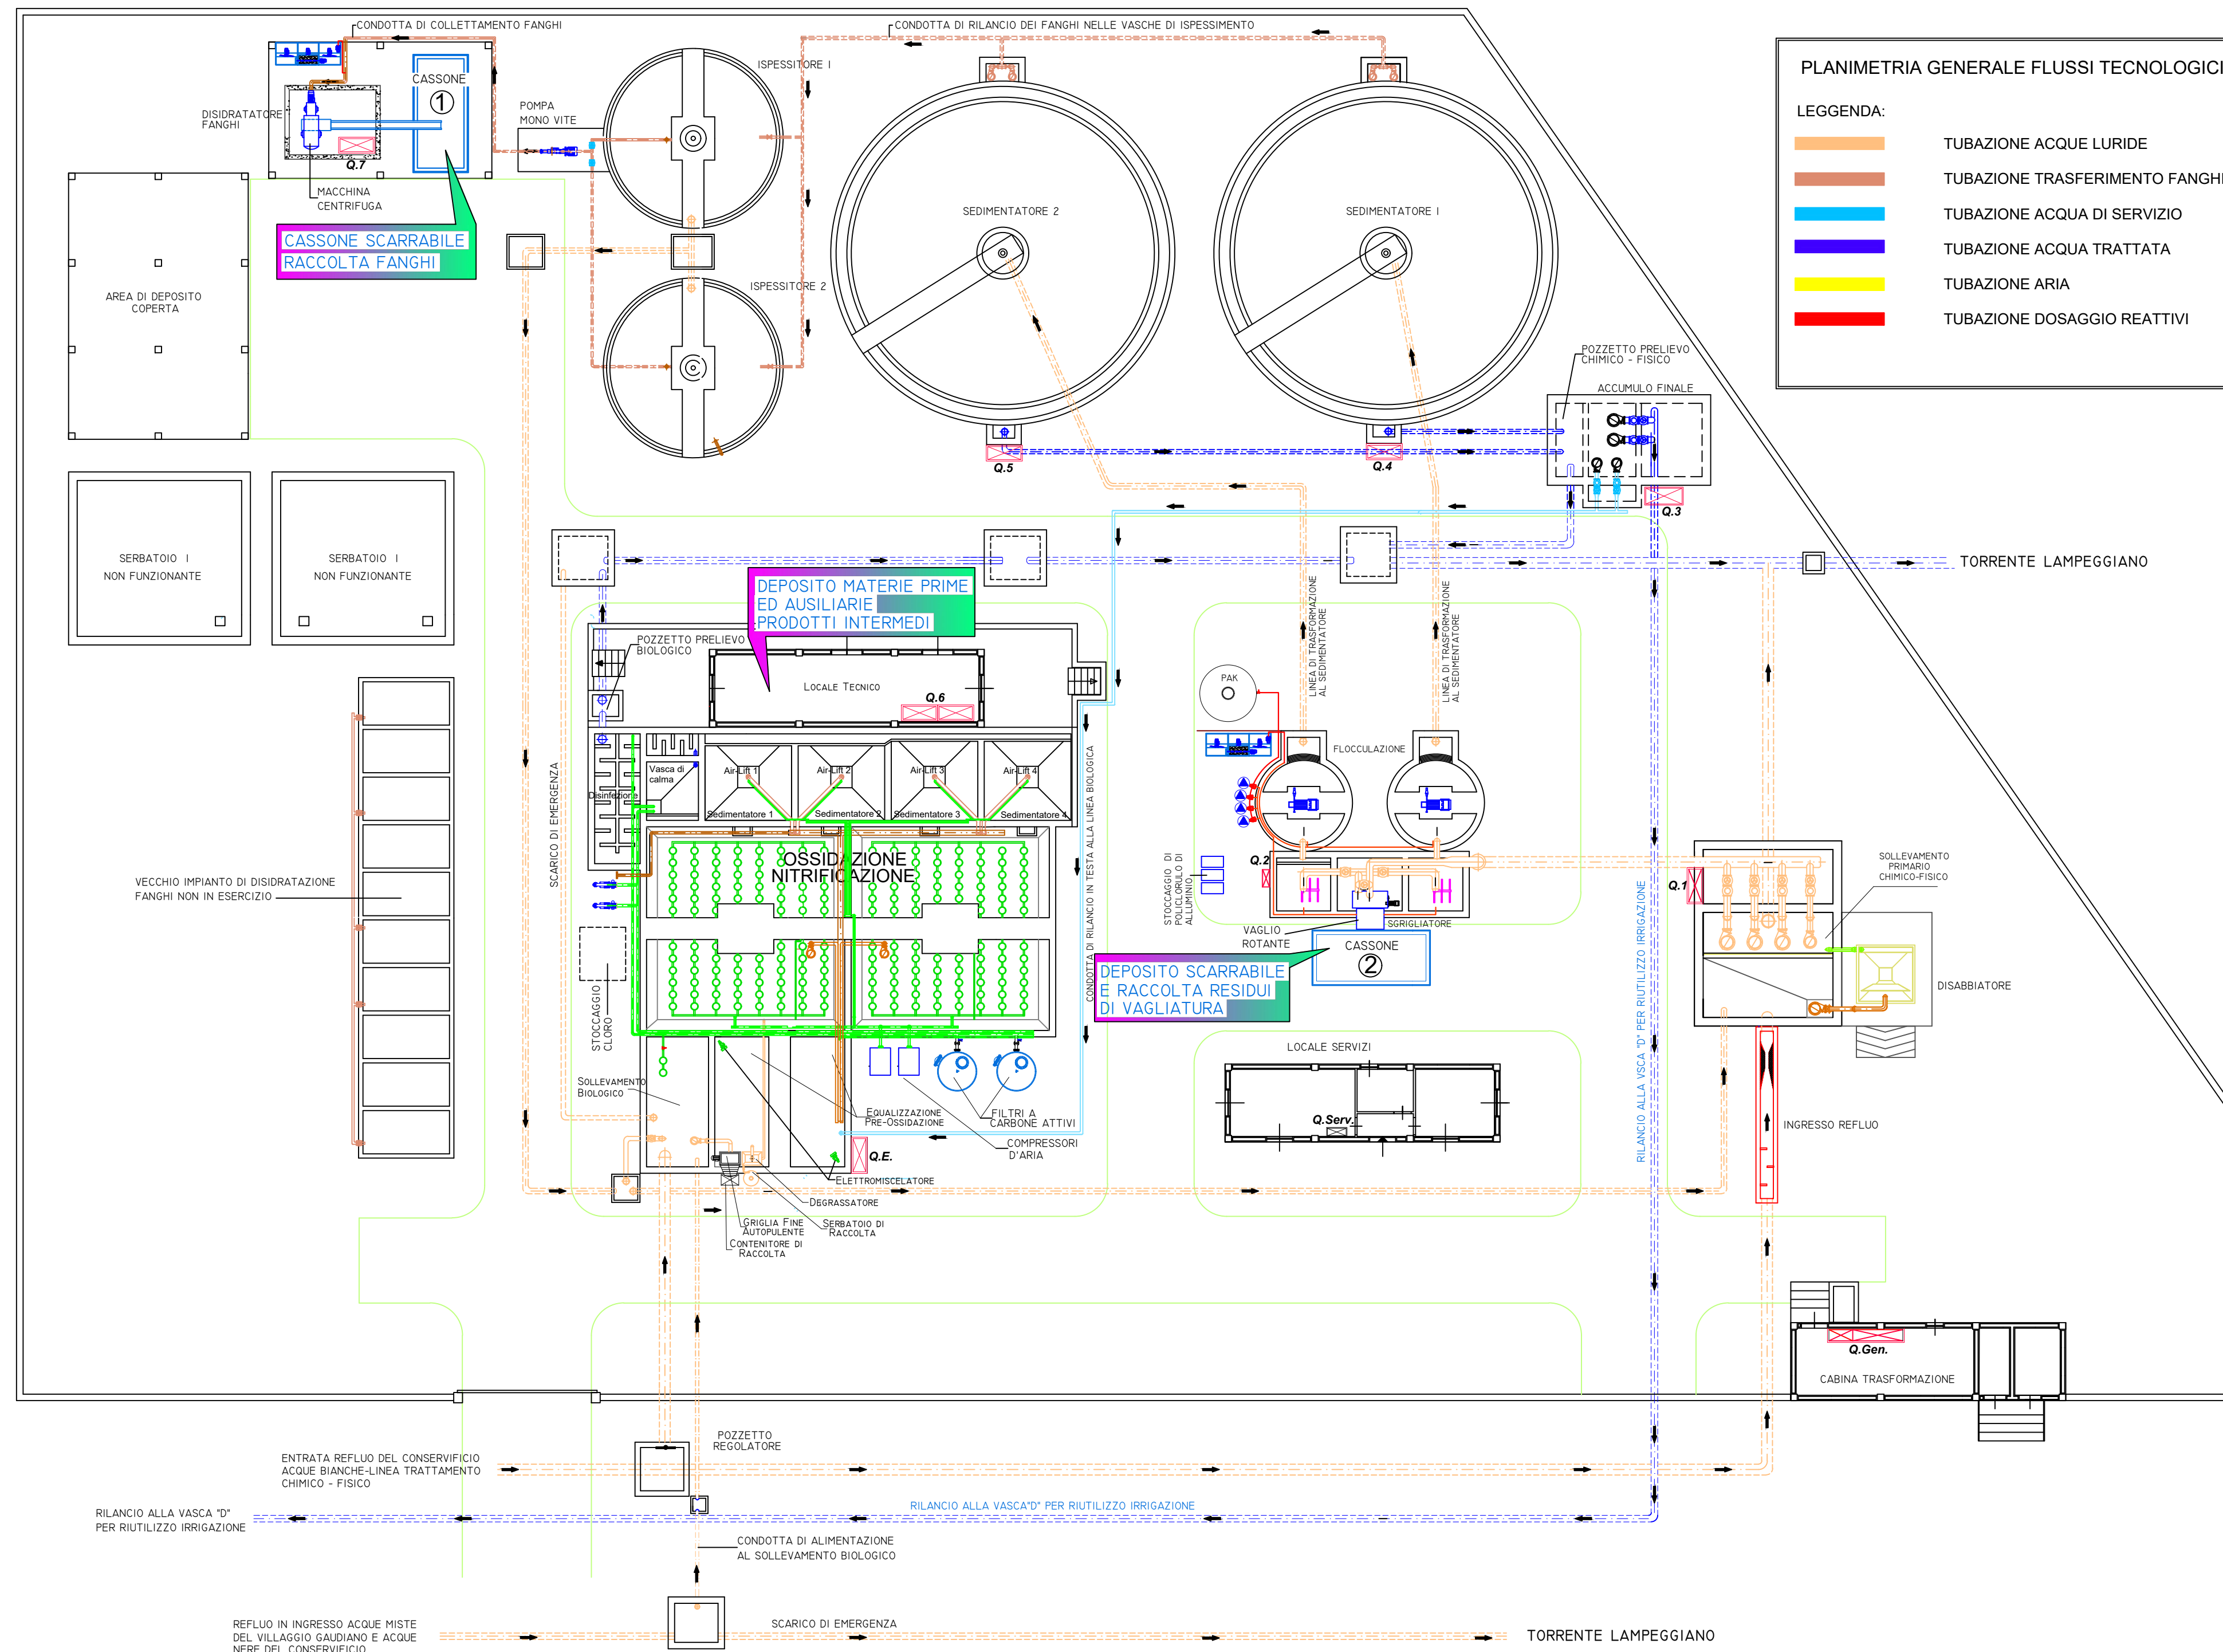 CONDOTTA DI COLLETTAMENTO FANGHI
CONDOTTA DI RILANCIO DEI FANGHI NELLE VASCHE DI ISPESSIMENTO
PLANIMETRIA GENERALE FLUSSI TECNOLOGICI
LEGGENDA:
TUBAZIONE ACQUE LURIDE
TUBAZIONE TRASFERIMENTO FANGHI
TUBAZIONE ACQUA DI SERVIZIO
TUBAZIONE ACQUA TRATTATA
TUBAZIONE ARIA
TUBAZIONE DOSAGGIO REATTIVI
CASSONE
1
DISIDRATATORE
FANGHI
Q.7
MACCHINA
CENTRIFUGA
CASSONE SCARRABILE
RACCOLTA FANGHI
POMPA
MONO VITE
ISPESSITORE 1
ISPESSITORE 2
SEDIMENTATORE 2
SEDIMENTATORE 1
AREA DI DEPOSITO
COPERTA
POZZETTO PRELIEVO
CHIMICO - FISICO
ACCUMULO FINALE
Q.5
Q.4
Q.3
SERBATOIO 1
NON FUNZIONANTE
SERBATOIO 1
NON FUNZIONANTE
TORRENTE LAMPEGGIANO
DEPOSITO MATERIE PRIME
ED AUSILIARIE
PRODOTTI INTERMEDI
POZZETTO PRELIEVO
BIOLOGICO
LOCALE TECNICO
Q.6
LINEA DI TRASFORMAZIONE
AL SEDIMENTATORE
LINEA DI TRASFORMAZIONE
AL SEDIMENTATORE
PAK
FLOCCULAZIONE
SCARICO DI EMERGENZA
Vasca di
calma
Disinfezione
Air-Lift 1
Air-Lift 2
Air-Lift 3
Air-Lift 4
Sedimentatore 1
Sedimentatore 2
Sedimentatore 3
Sedimentatore 4
OSSIDAZIONE
NITRIFICAZIONE
CONDOTTA DI RILANCIO IN TESTA ALLA LINEA BIOLOGICA
STOCCAGGIO DI
POLICLORULO DI
ALLUMINIO
Q.2
VAGLIO
ROTANTE
SGRIGLIATORE
CASSONE
2
DEPOSITO SCARRABILE
E RACCOLTA RESIDUI
DI VAGLIATURA
Q.1
SOLLEVAMENTO
PRIMARIO
CHIMICO-FISICO
DISABBIATORE
VECCHIO IMPIANTO DI DISIDRATAZIONE
FANGHI NON IN ESERCIZIO
STOCCAGGIO
CLORO
SOLLEVAMENTO
BIOLOGICO
EQUALIZZAZIONE
PRE-OSSIDAZIONE
FILTRI A
CARBONE ATTIVI
COMPRESSORI
D'ARIA
Q.E.
ELETTROMISCELATORE
DEGRASSATORE
GRIGLIA FINE
AUTOPULENTE
SERBATOIO DI
RACCOLTA
CONTENITORE DI
RACCOLTA
LOCALE SERVIZI
Q.Serv.
RILANCIO ALLA VSCA "D" PER RIUTILIZZO IRRIGAZIONE
INGRESSO REFLUO
Q.Gen.
CABINA TRASFORMAZIONE
POZZETTO
REGOLATORE
ENTRATA REFLUO DEL CONSERVIFICIO
ACQUE BIANCHE-LINEA TRATTAMENTO
CHIMICO - FISICO
RILANCIO ALLA VASCA "D"
PER RIUTILIZZO IRRIGAZIONE
RILANCIO ALLA VASCA"D" PER RIUTILIZZO IRRIGAZIONE
CONDOTTA DI ALIMENTAZIONE
AL SOLLEVAMENTO BIOLOGICO
REFLUO IN INGRESSO ACQUE MISTE
DEL VILLAGGIO GAUDIANO E ACQUE
NERE DEL CONSERVIFICIO
SCARICO DI EMERGENZA
TORRENTE LAMPEGGIANO